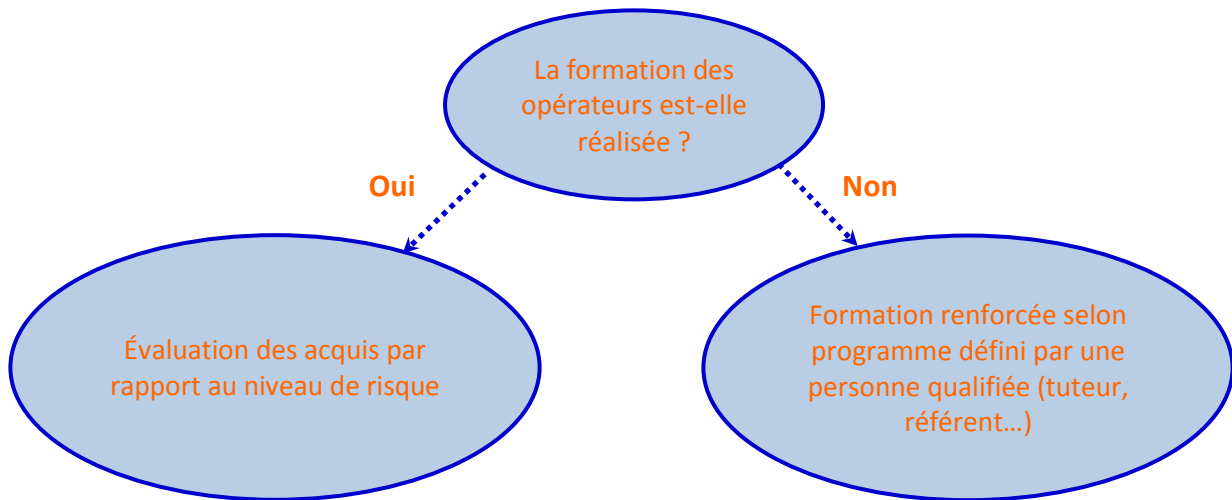 La formation des
opérateurs est-elle
réalisée ?
Oui
Non
Évaluation des acquis par
rapport au niveau de risque
Formation renforcée selon
programme défini par une
personne qualifiée (tuteur,
référent…)